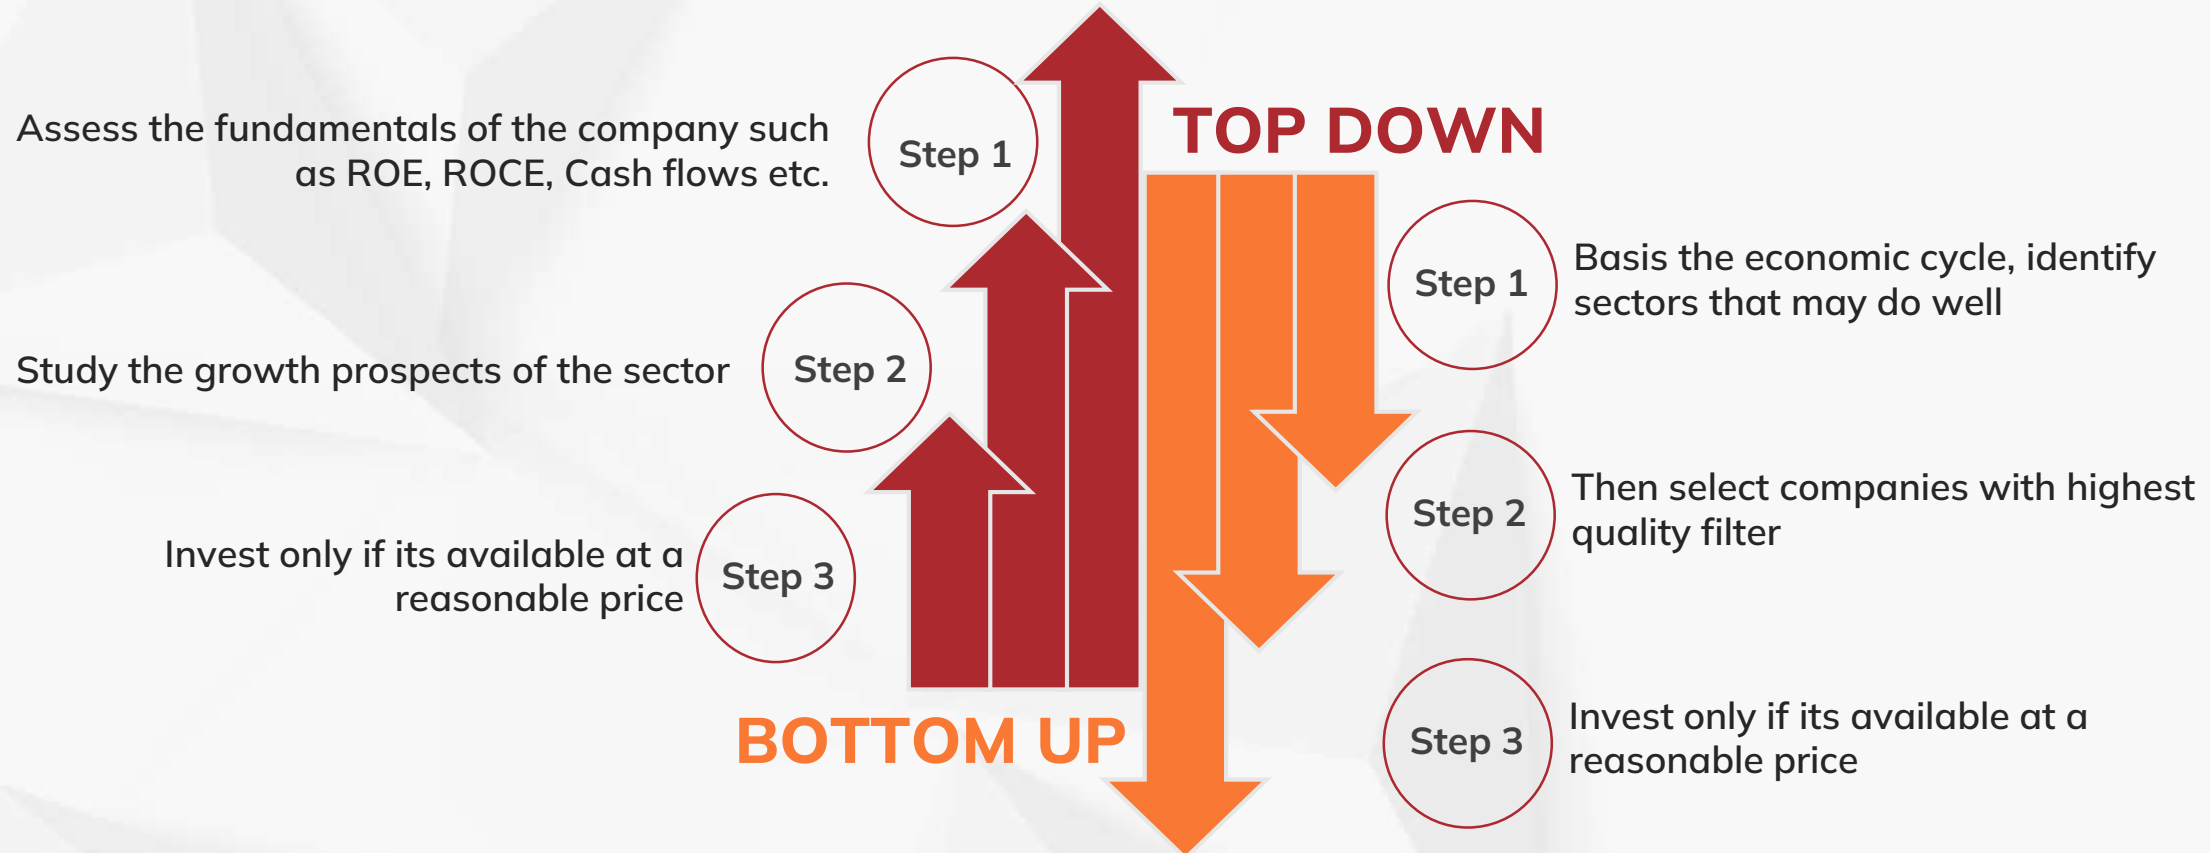 Assess the fundamentals of the company such
as ROE, ROCE, Cash flows etc.
Step 1
Study the growth prospects of the sector
Step 2
Invest only if its available at a
reasonable price
Step 3
BOTTOM UP
TOP DOWN
Step 1
Basis the economic cycle, identify
sectors that may do well
Step 2
Then select companies with highest
quality filter
Step 3
Invest only if its available at a
reasonable price